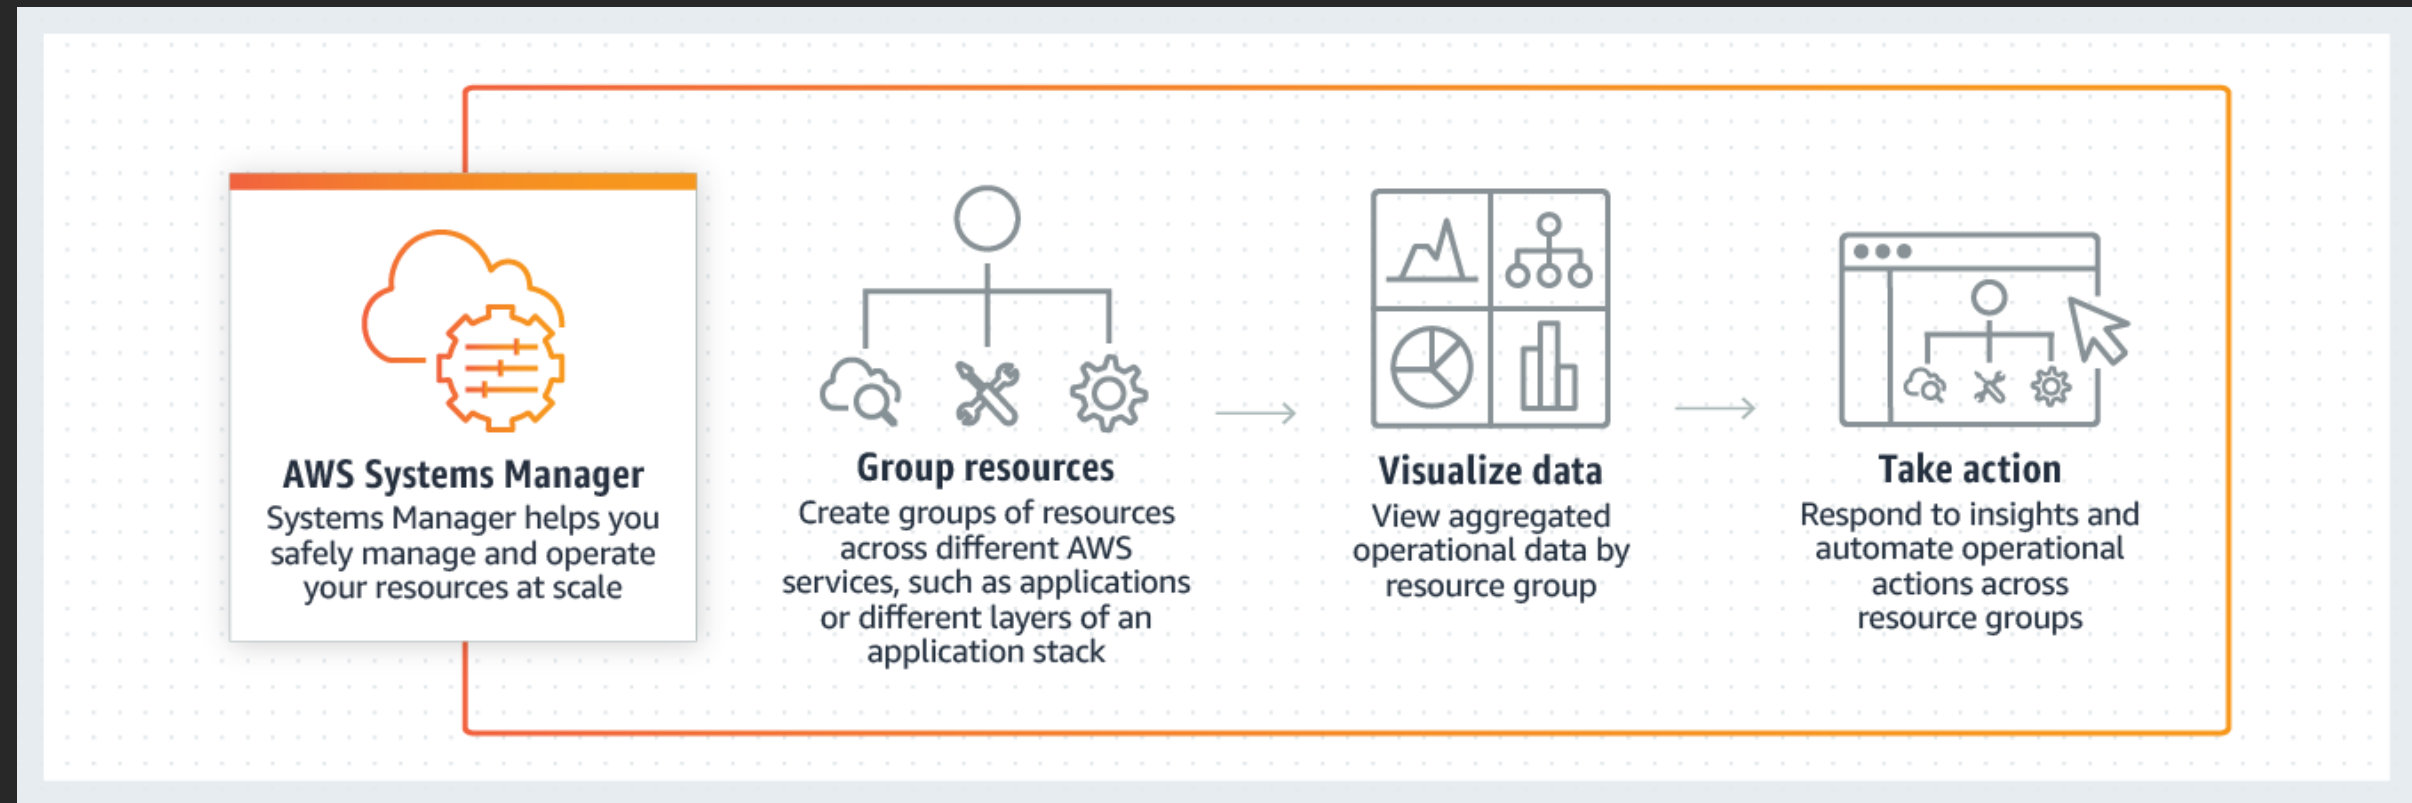 AWS Systems Manager
Systems Manager helps you
safely manage and operate
your resources at scale
Group resources
Create groups of resources
across different AWS
services, such as applications
or different layers of an
application stack
Visualize data
View aggregated
operational data by
resource group
Take action
Respond to insights and
automate operational
actions across
resource groups